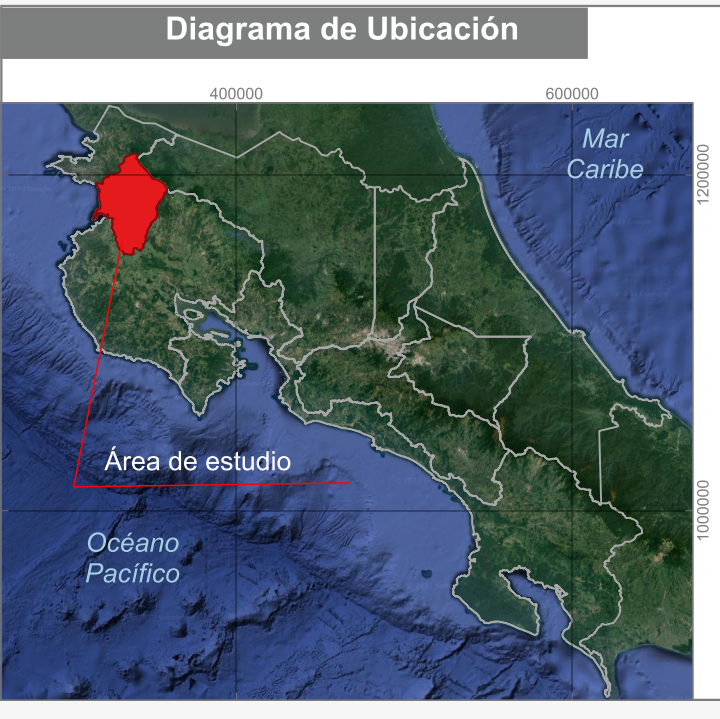 Diagrama de Ubicación
400000
600000
Mar
Caribe
1200000
Área de estudio
1000000
Océano
Pacífico